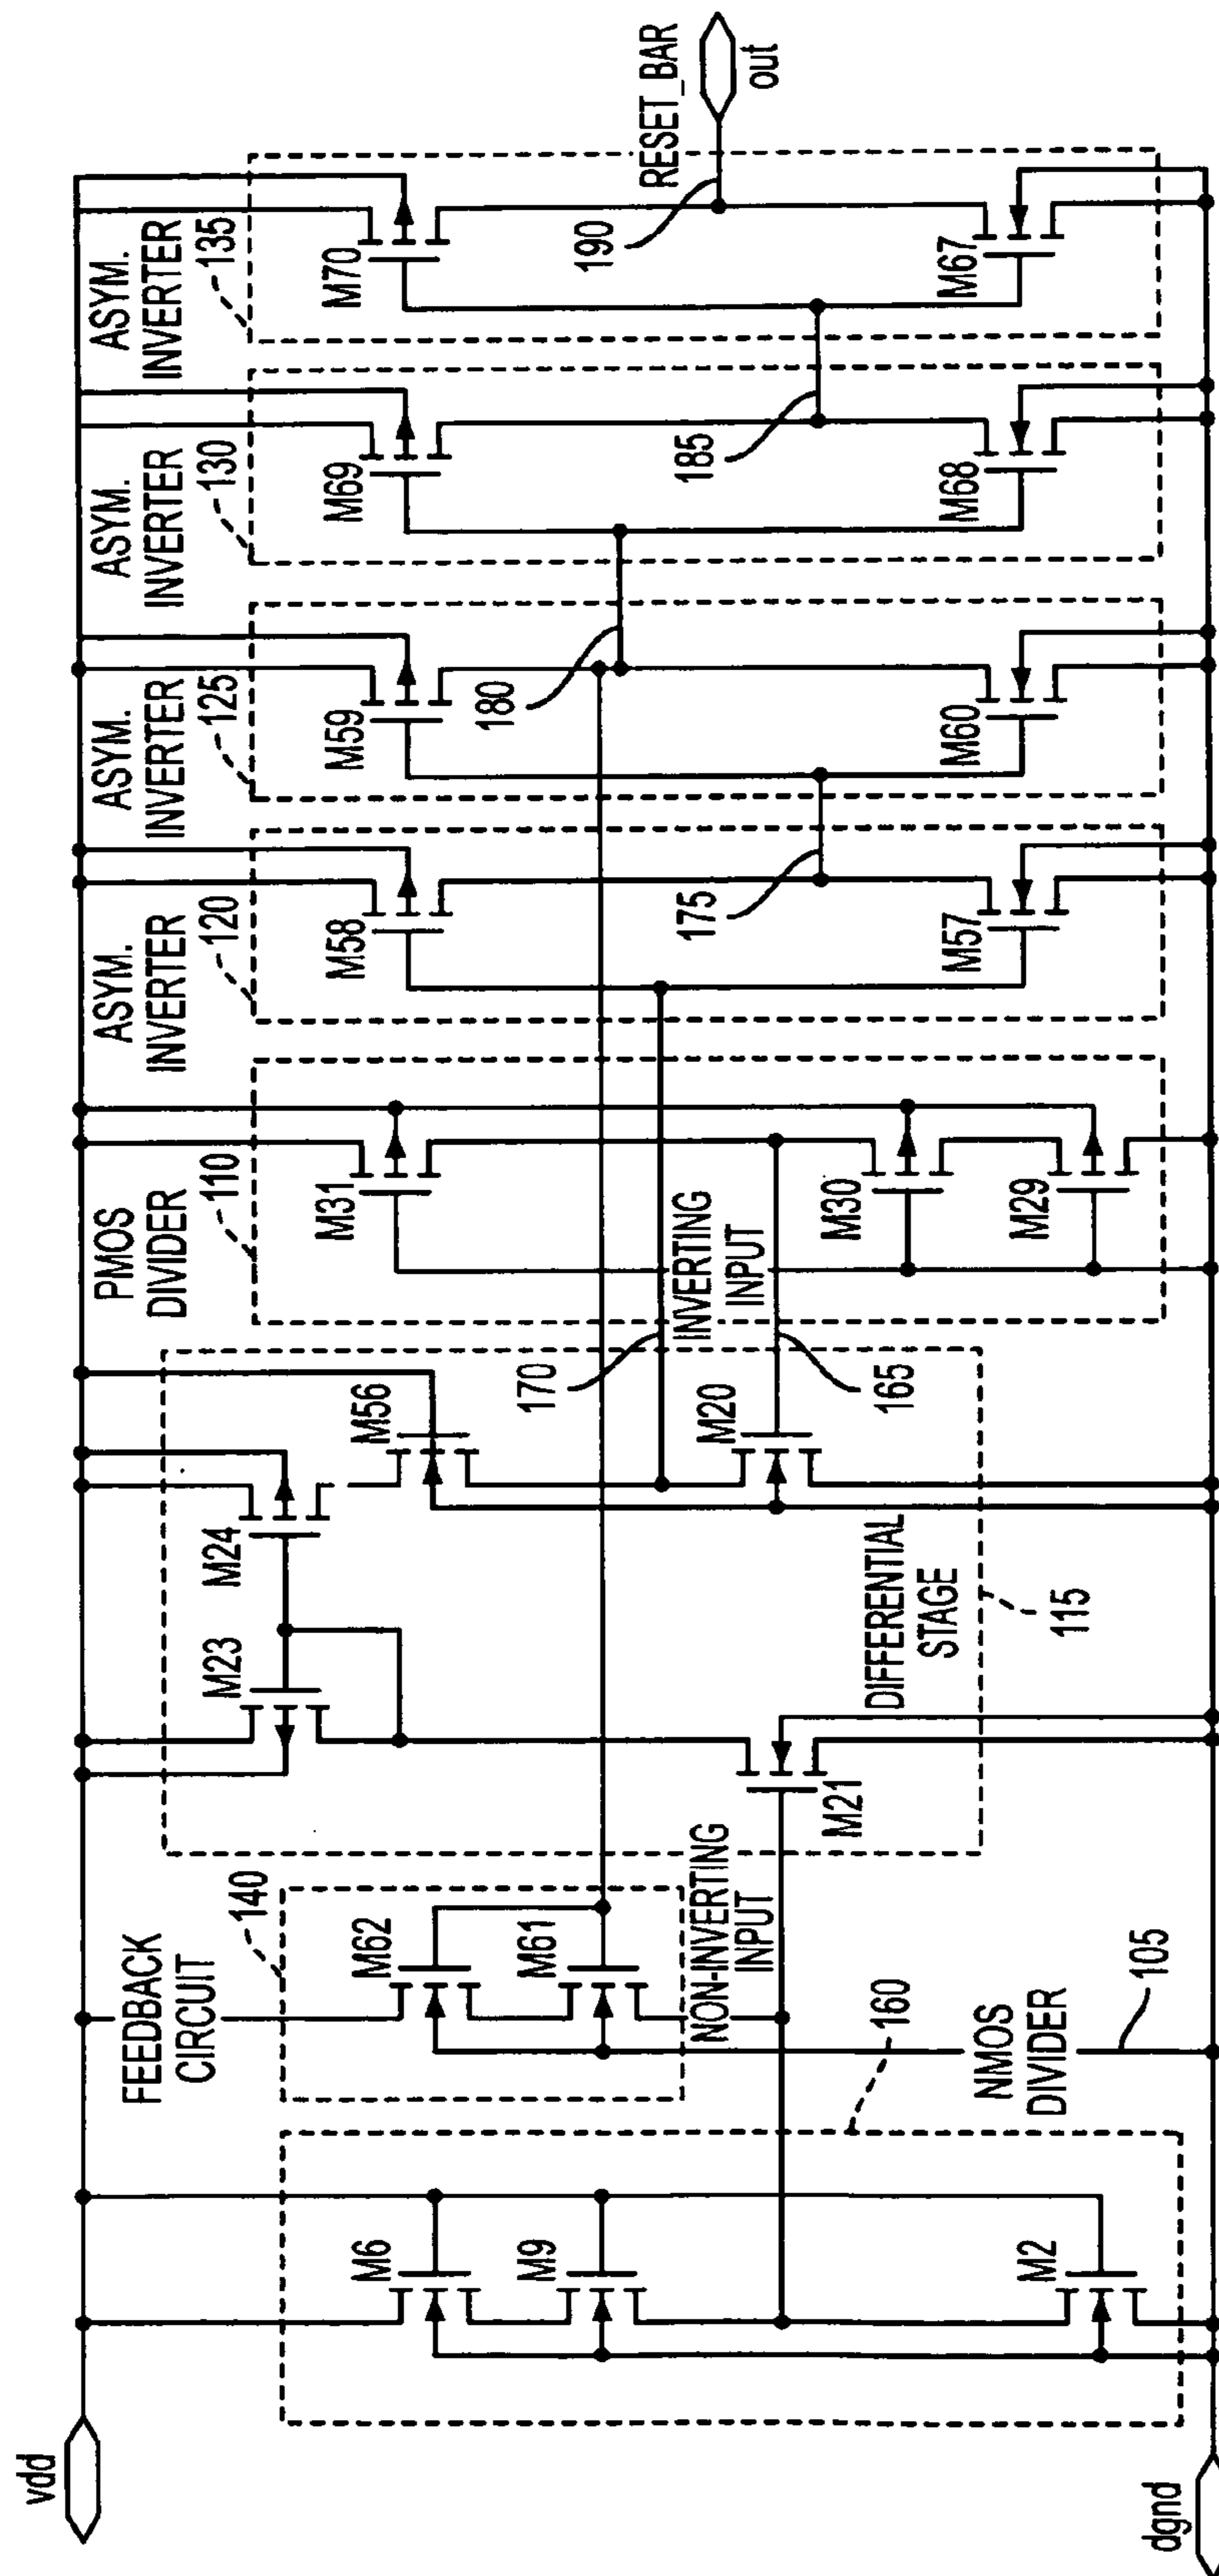 vdd
dgnd
M6
M9
M2
160
NMOS
DIVIDER
105
FEEDBACK
CIRCUIT
140
M62
M61
NON-INVERTING
INPUT
M23
M24
M21
M56
M20
DIFFERENTIAL
STAGE
115
170
INVERTING
INPUT
165
PMOS
DIVIDER
110
M31
M30
M29
ASYM.
INVERTER
120
M58
M57
175
ASYM.
INVERTER
125
M59
M60
180
ASYM.
INVERTER
130
M69
M68
185
ASYM.
INVERTER
135
M70
M67
190
RESET_BAR
out